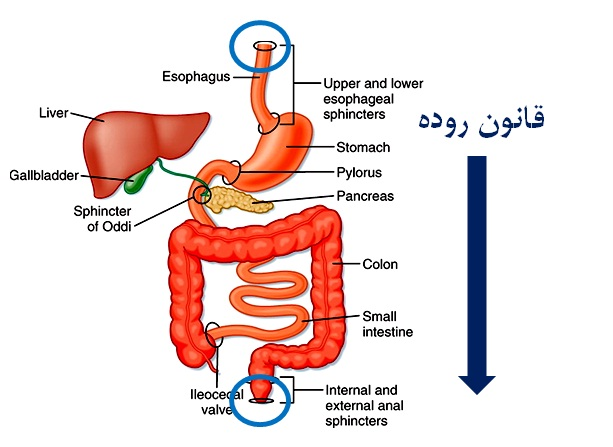 Esophagus
Upper and lower
esophageal
sphincters
قانون روده
Liver
Stomach
Gallbladder
Pylorus
Pancreas
Sphincter
of Oddi
Colon
Small
intestine
Ileocecal
valve
Internal and
external anal
sphincters